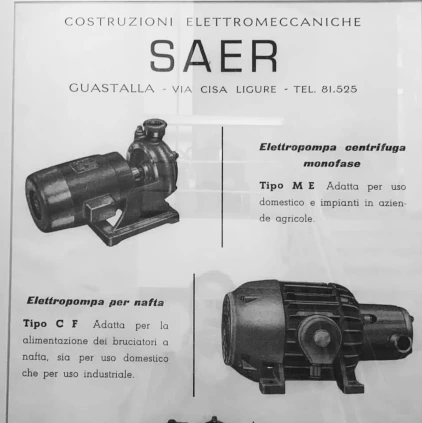 COSTRUZIONI ELETTROMECCANICHE
SAER
GUASTALLA - VIA CISA LIGURE - TEL. 81.525
Elettropompa centrifuga
monofase
Tipo M E Adatta per uso
domestico e impianti in azien-
de agricole.
Elettropompa per nafta
Tipo C F Adatta per la
alimentazione dei bruciatori a
nafta, sia per uso domestico
che per uso industriale.